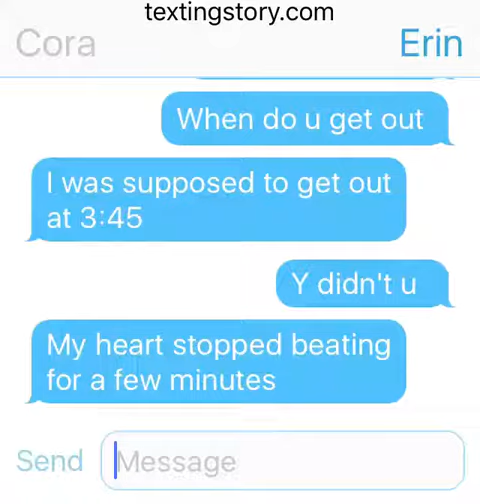 textingstory.com
Cora
Erin
When do u get out
I was supposed to get out
at 3:45
Y didn't u
My heart stopped beating
for a few minutes
Send
Message